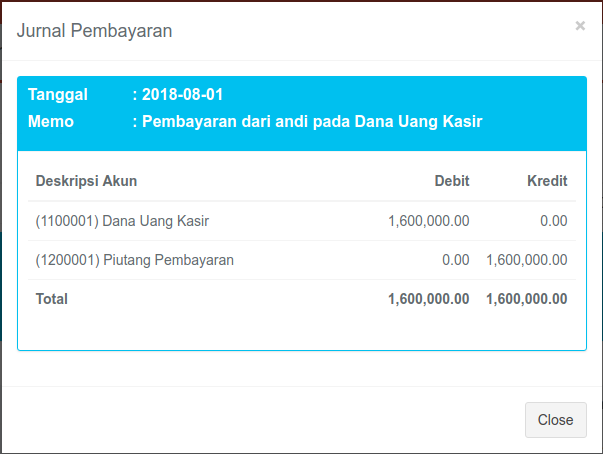 Jurnal Pembayaran ×
Tanggal : 2018-08-01
Memo : Pembayaran dari andi pada Dana Uang Kasir
Deskripsi Akun Debit Kredit
(1100001) Dana Uang Kasir 1,600,000.00 0.00
(1200001) Piutang Pembayaran 0.00 1,600,000.00
Total 1,600,000.00 1,600,000.00
Close